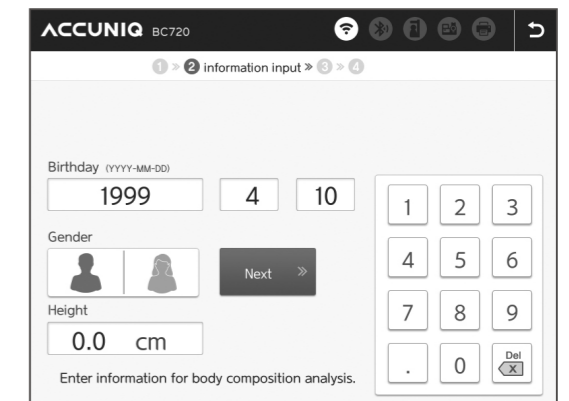 ACCUNIQ BC720
1 » 2 information input » 3 » 4
Birthday (YYYY-MM-DD)
1999 4 10
Gender
Next »
Height
0.0 cm
Enter information for body composition analysis.
1 2 3
4 5 6
7 8 9
. 0 Del X